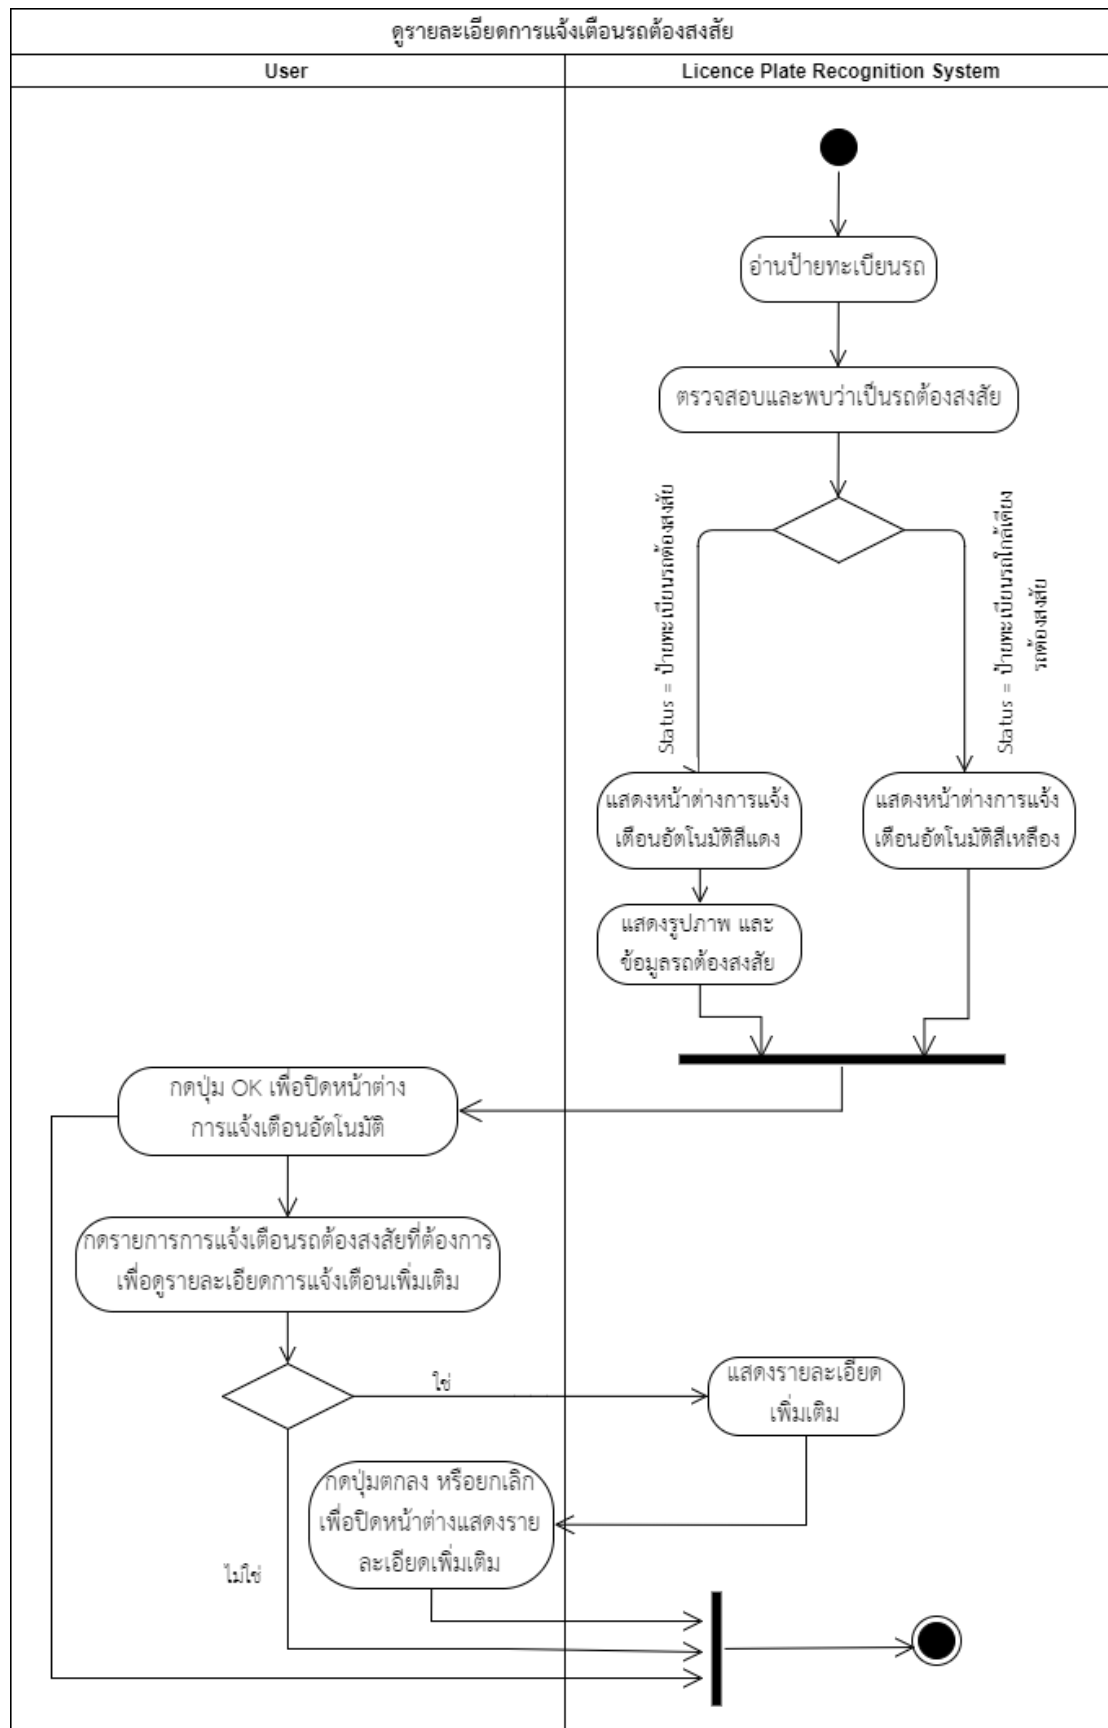 ดูรายละเอียดการแจ้งเตือนรถต้องสงสัย
User
Licence Plate Recognition System
อ่านป้ายทะเบียนรถ
ตรวจสอบและพบว่าเป็นรถต้องสงสัย
Status = ป้ายทะเบียนรถต้องสงสัย
Status = ป้ายทะเบียนรถใกล้เคียง
รถต้องสงสัย
แสดงหน้าต่างการแจ้ง
เตือนอัตโนมัติสีแดง
แสดงหน้าต่างการแจ้ง
เตือนอัตโนมัติสีเหลือง
แสดงรูปภาพ และ
ข้อมูลรถต้องสงสัย
กดปุ่ม OK เพื่อปิดหน้าต่าง
การแจ้งเตือนอัตโนมัติ
กดรายการการแจ้งเตือนรถต้องสงสัยที่ต้องการ
เพื่อดูรายละเอียดการแจ้งเตือนเพิ่มเติม
ใช่
แสดงรายละเอียด
เพิ่มเติม
กดปุ่มตกลง หรือยกเลิก
เพื่อปิดหน้าต่างแสดงราย
ละเอียดเพิ่มเติม
ไม่ใช่